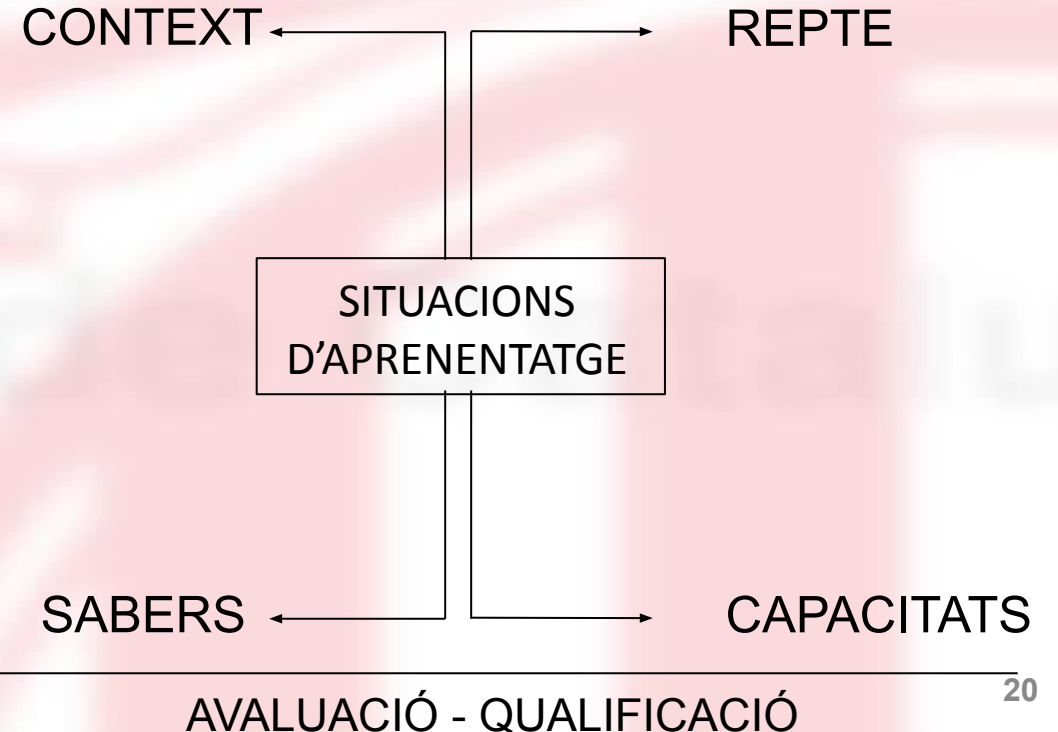 CONTEXT
REPTE
SITUACIONS
D’APRENENTATGE
SABERS
CAPACITATS
20
AVALUACIÓ - QUALIFICACIÓ